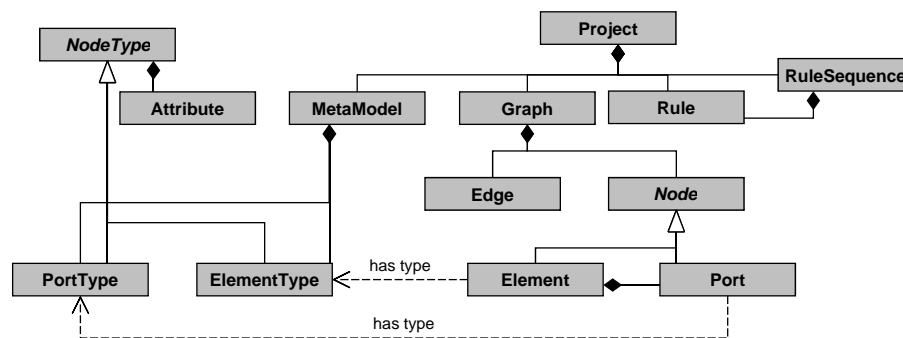 Project
NodeType
RuleSequence
Attribute
MetaModel
Graph
Rule
Edge
Node
PortType
ElementType
has type
Element
Port
has type